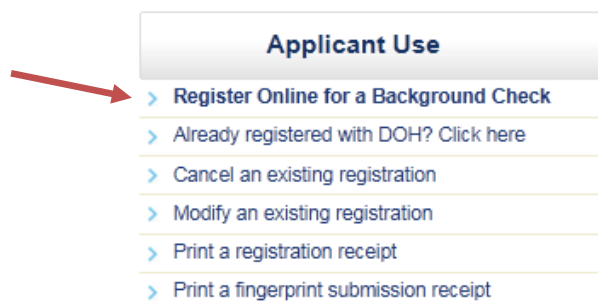 Applicant Use
Register Online for a Background Check
Already registered with DOH? Click here
Cancel an existing registration
Modify an existing registration
Print a registration receipt
Print a fingerprint submission receipt